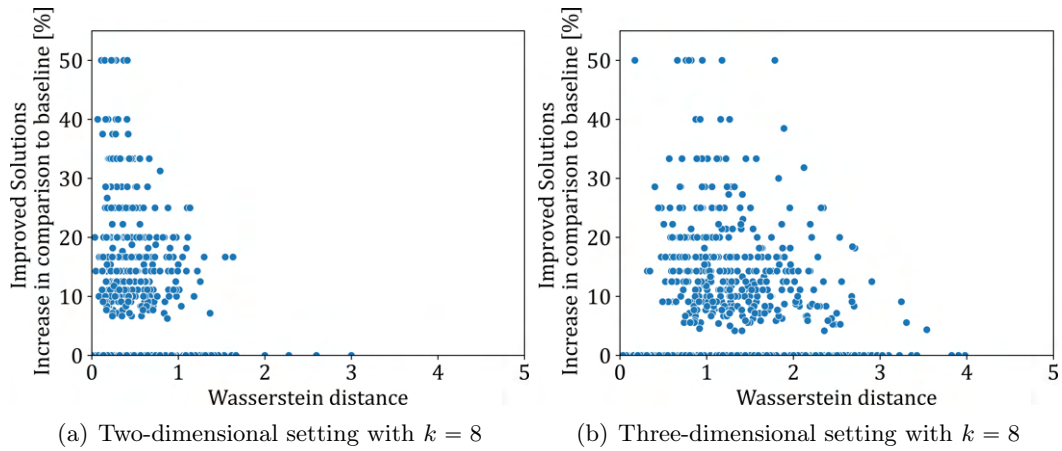 Improved Solutions
Increase in comparison to baseline [%]
50
40
30
20
10
0
0 1 2 3 4 5
Wasserstein distance
(a) Two-dimensional setting with k = 8
Improved Solutions
Increase in comparison to baseline [%]
50
40
30
20
10
0
0 1 2 3 4 5
Wasserstein distance
(b) Three-dimensional setting with k = 8